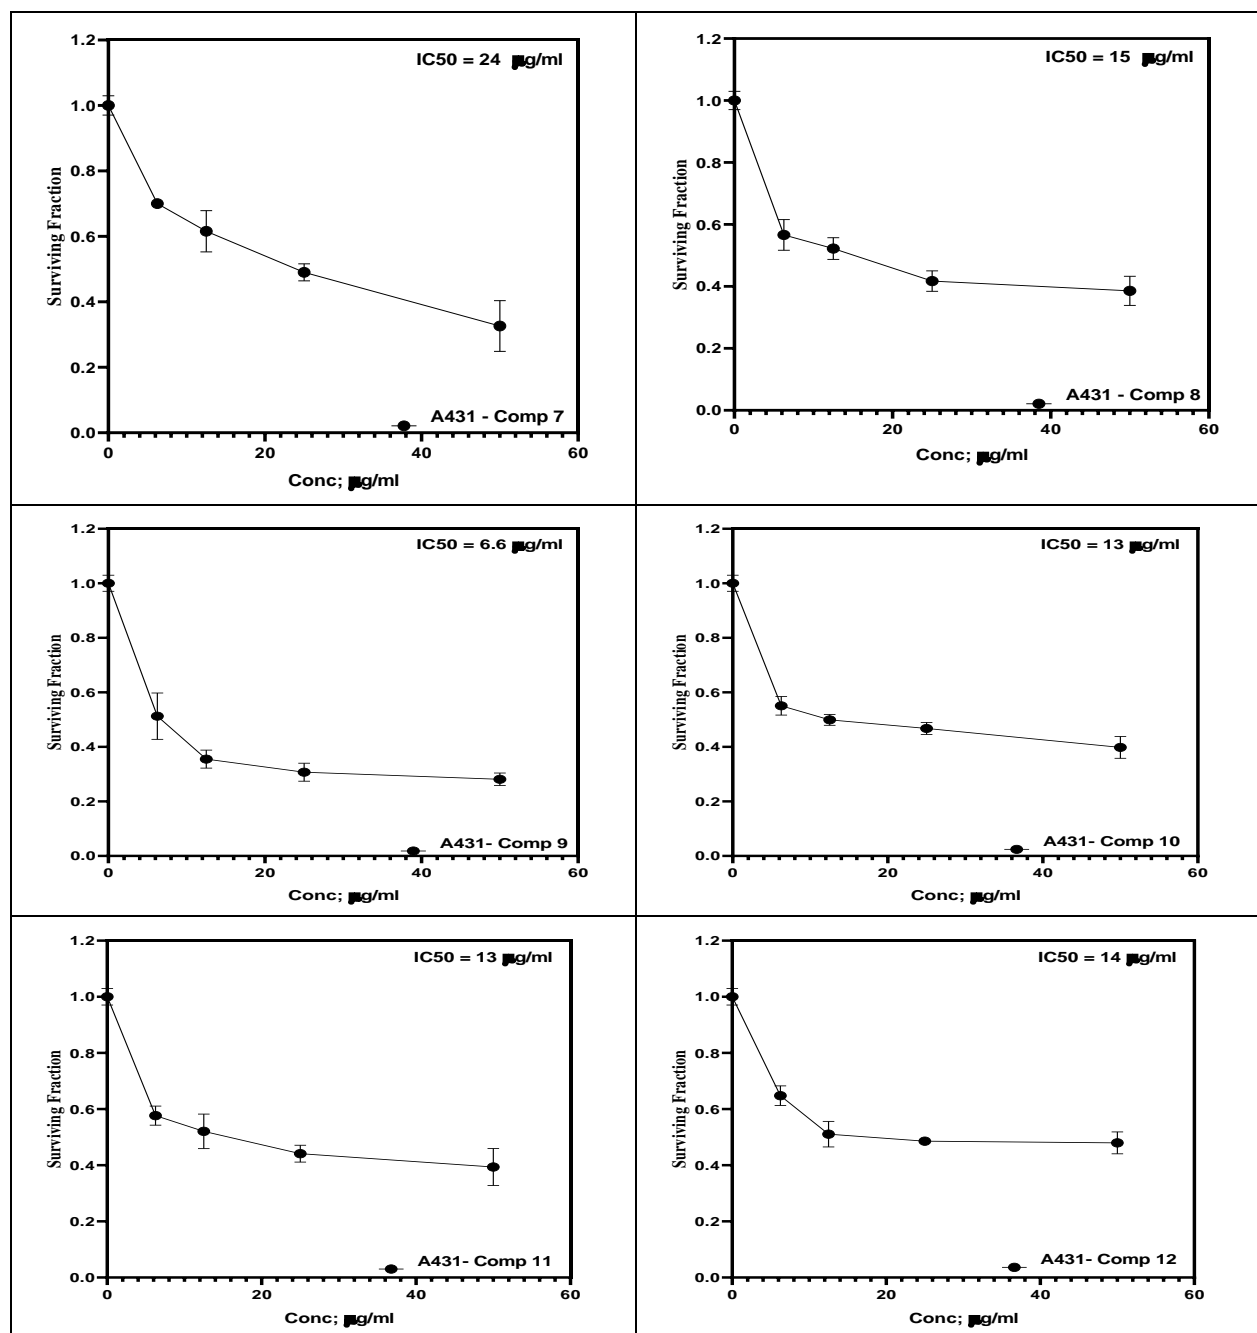 IC50 = 24 µg/ml
1.2
1.0
0.8
0.6
0.4
0.2
0.0
Surviving Fraction
A431 - Comp 7
0 20 40 60
Conc; µg/ml
IC50 = 15 µg/ml
1.2
1.0
0.8
0.6
0.4
0.2
0.0
Surviving Fraction
A431 - Comp 8
0 20 40 60
Conc; µg/ml
IC50 = 6.6 µg/ml
1.2
1.0
0.8
0.6
0.4
0.2
0.0
Surviving Fraction
A431- Comp 9
0 20 40 60
Conc; µg/ml
IC50 = 13 µg/ml
1.2
1.0
0.8
0.6
0.4
0.2
0.0
Surviving Fraction
A431- Comp 10
0 20 40 60
Conc; µg/ml
IC50 = 13 µg/ml
1.2
1.0
0.8
0.6
0.4
0.2
0.0
Surviving Fraction
A431- Comp 11
0 20 40 60
Conc; µg/ml
IC50 = 14 µg/ml
1.2
1.0
0.8
0.6
0.4
0.2
0.0
Surviving Fraction
A431- Comp 12
0 20 40 60
Conc; µg/ml